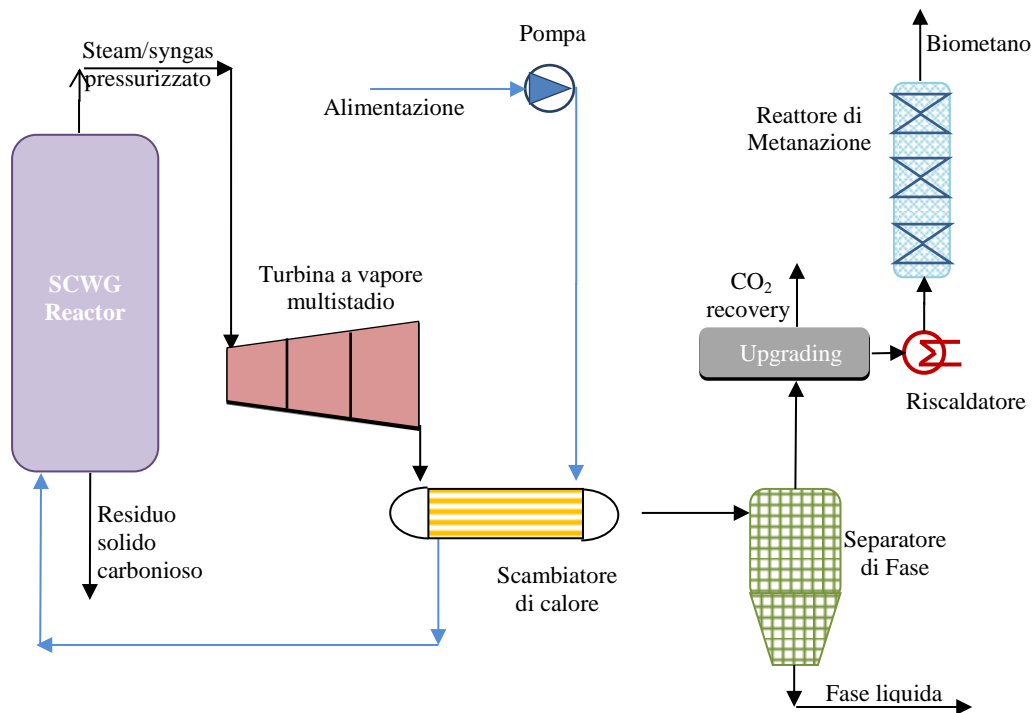 Steam/syngas
pressurizzato
Pompa
Alimentazione
Biometano
Reattore di
Metanazione
SCWG
Reactor
Turbina a vapore
multistadio
CO₂
recovery
Upgrading
Riscaldatore
Residuo
solido
carbonioso
Scambiatore
di calore
Separatore
di Fase
Fase liquida